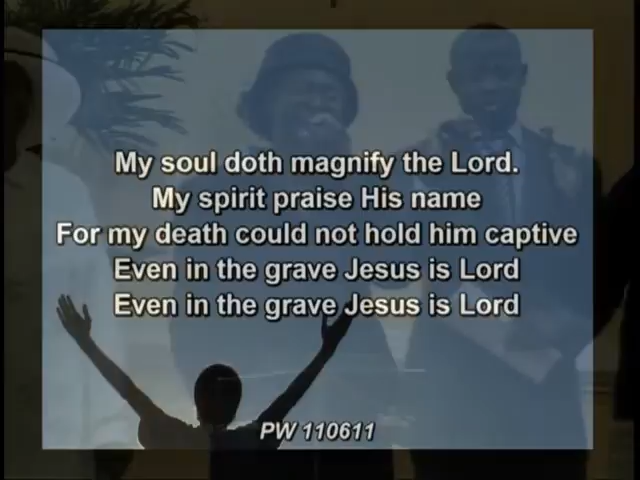 My soul doth magnify the Lord.
My spirit praise His name
For my death could not hold him captive
Even in the grave Jesus is Lord
Even in the grave Jesus is Lord
PW 110611